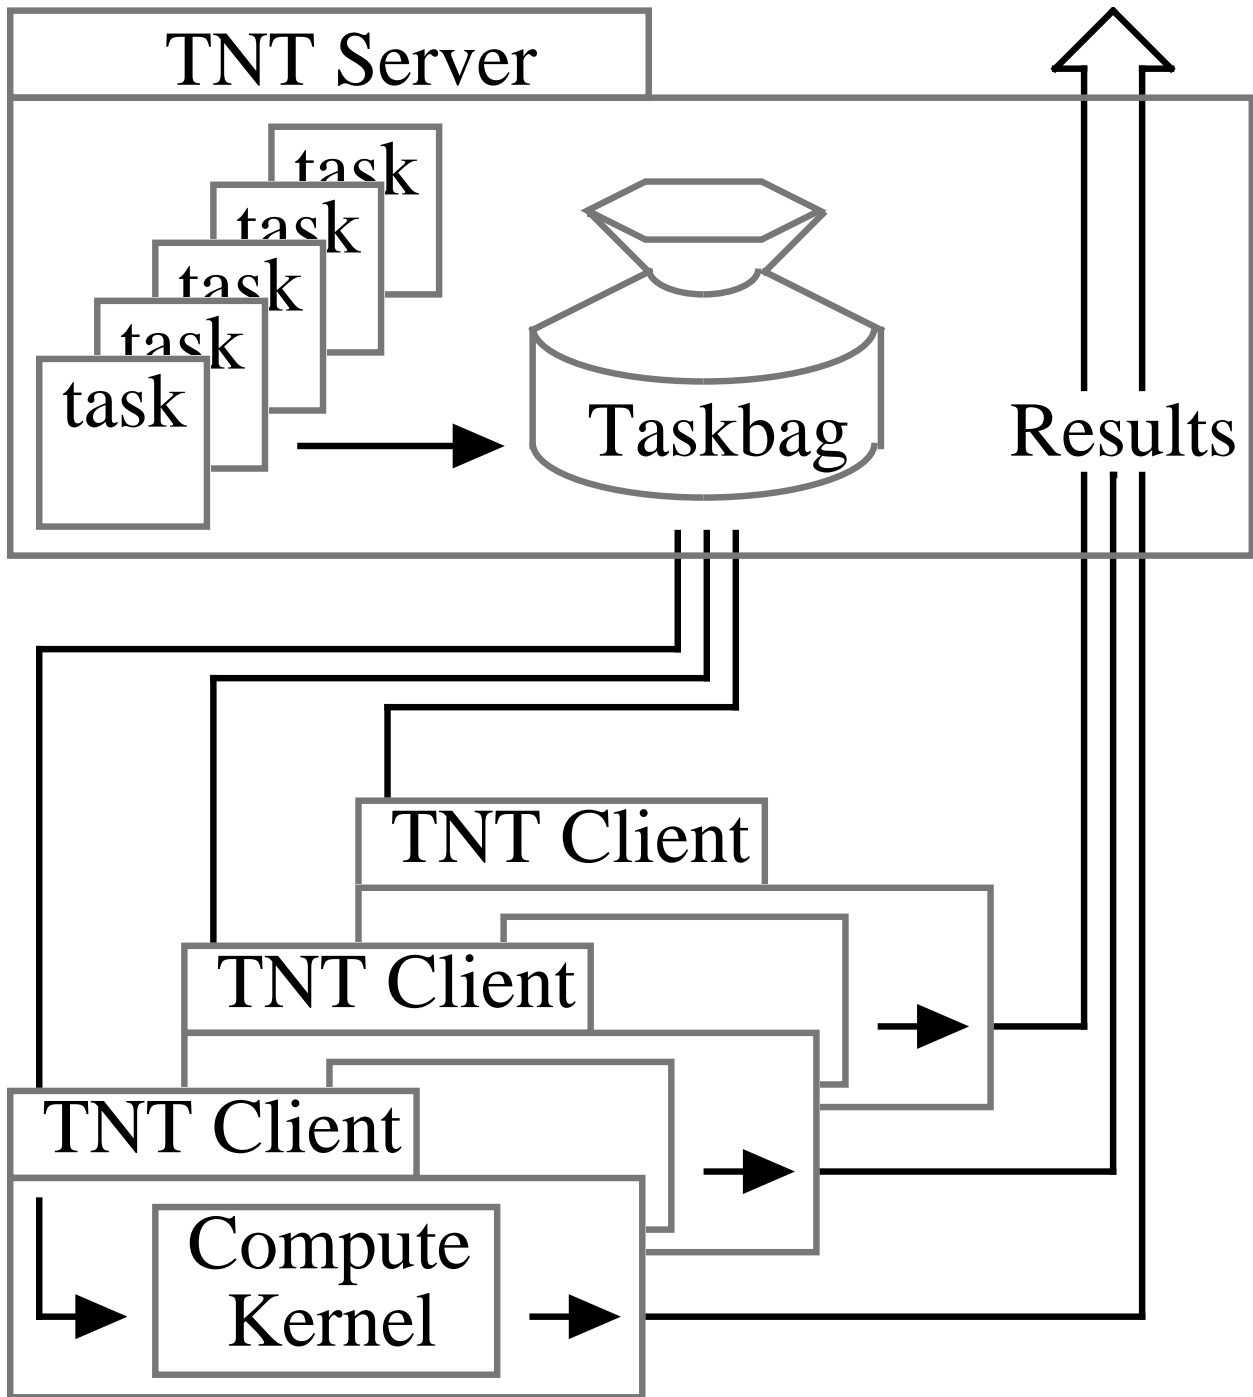 TNT Server
task
task
task
task
task
Taskbag
Results
TNT Client
TNT Client
TNT Client
Compute
Kernel